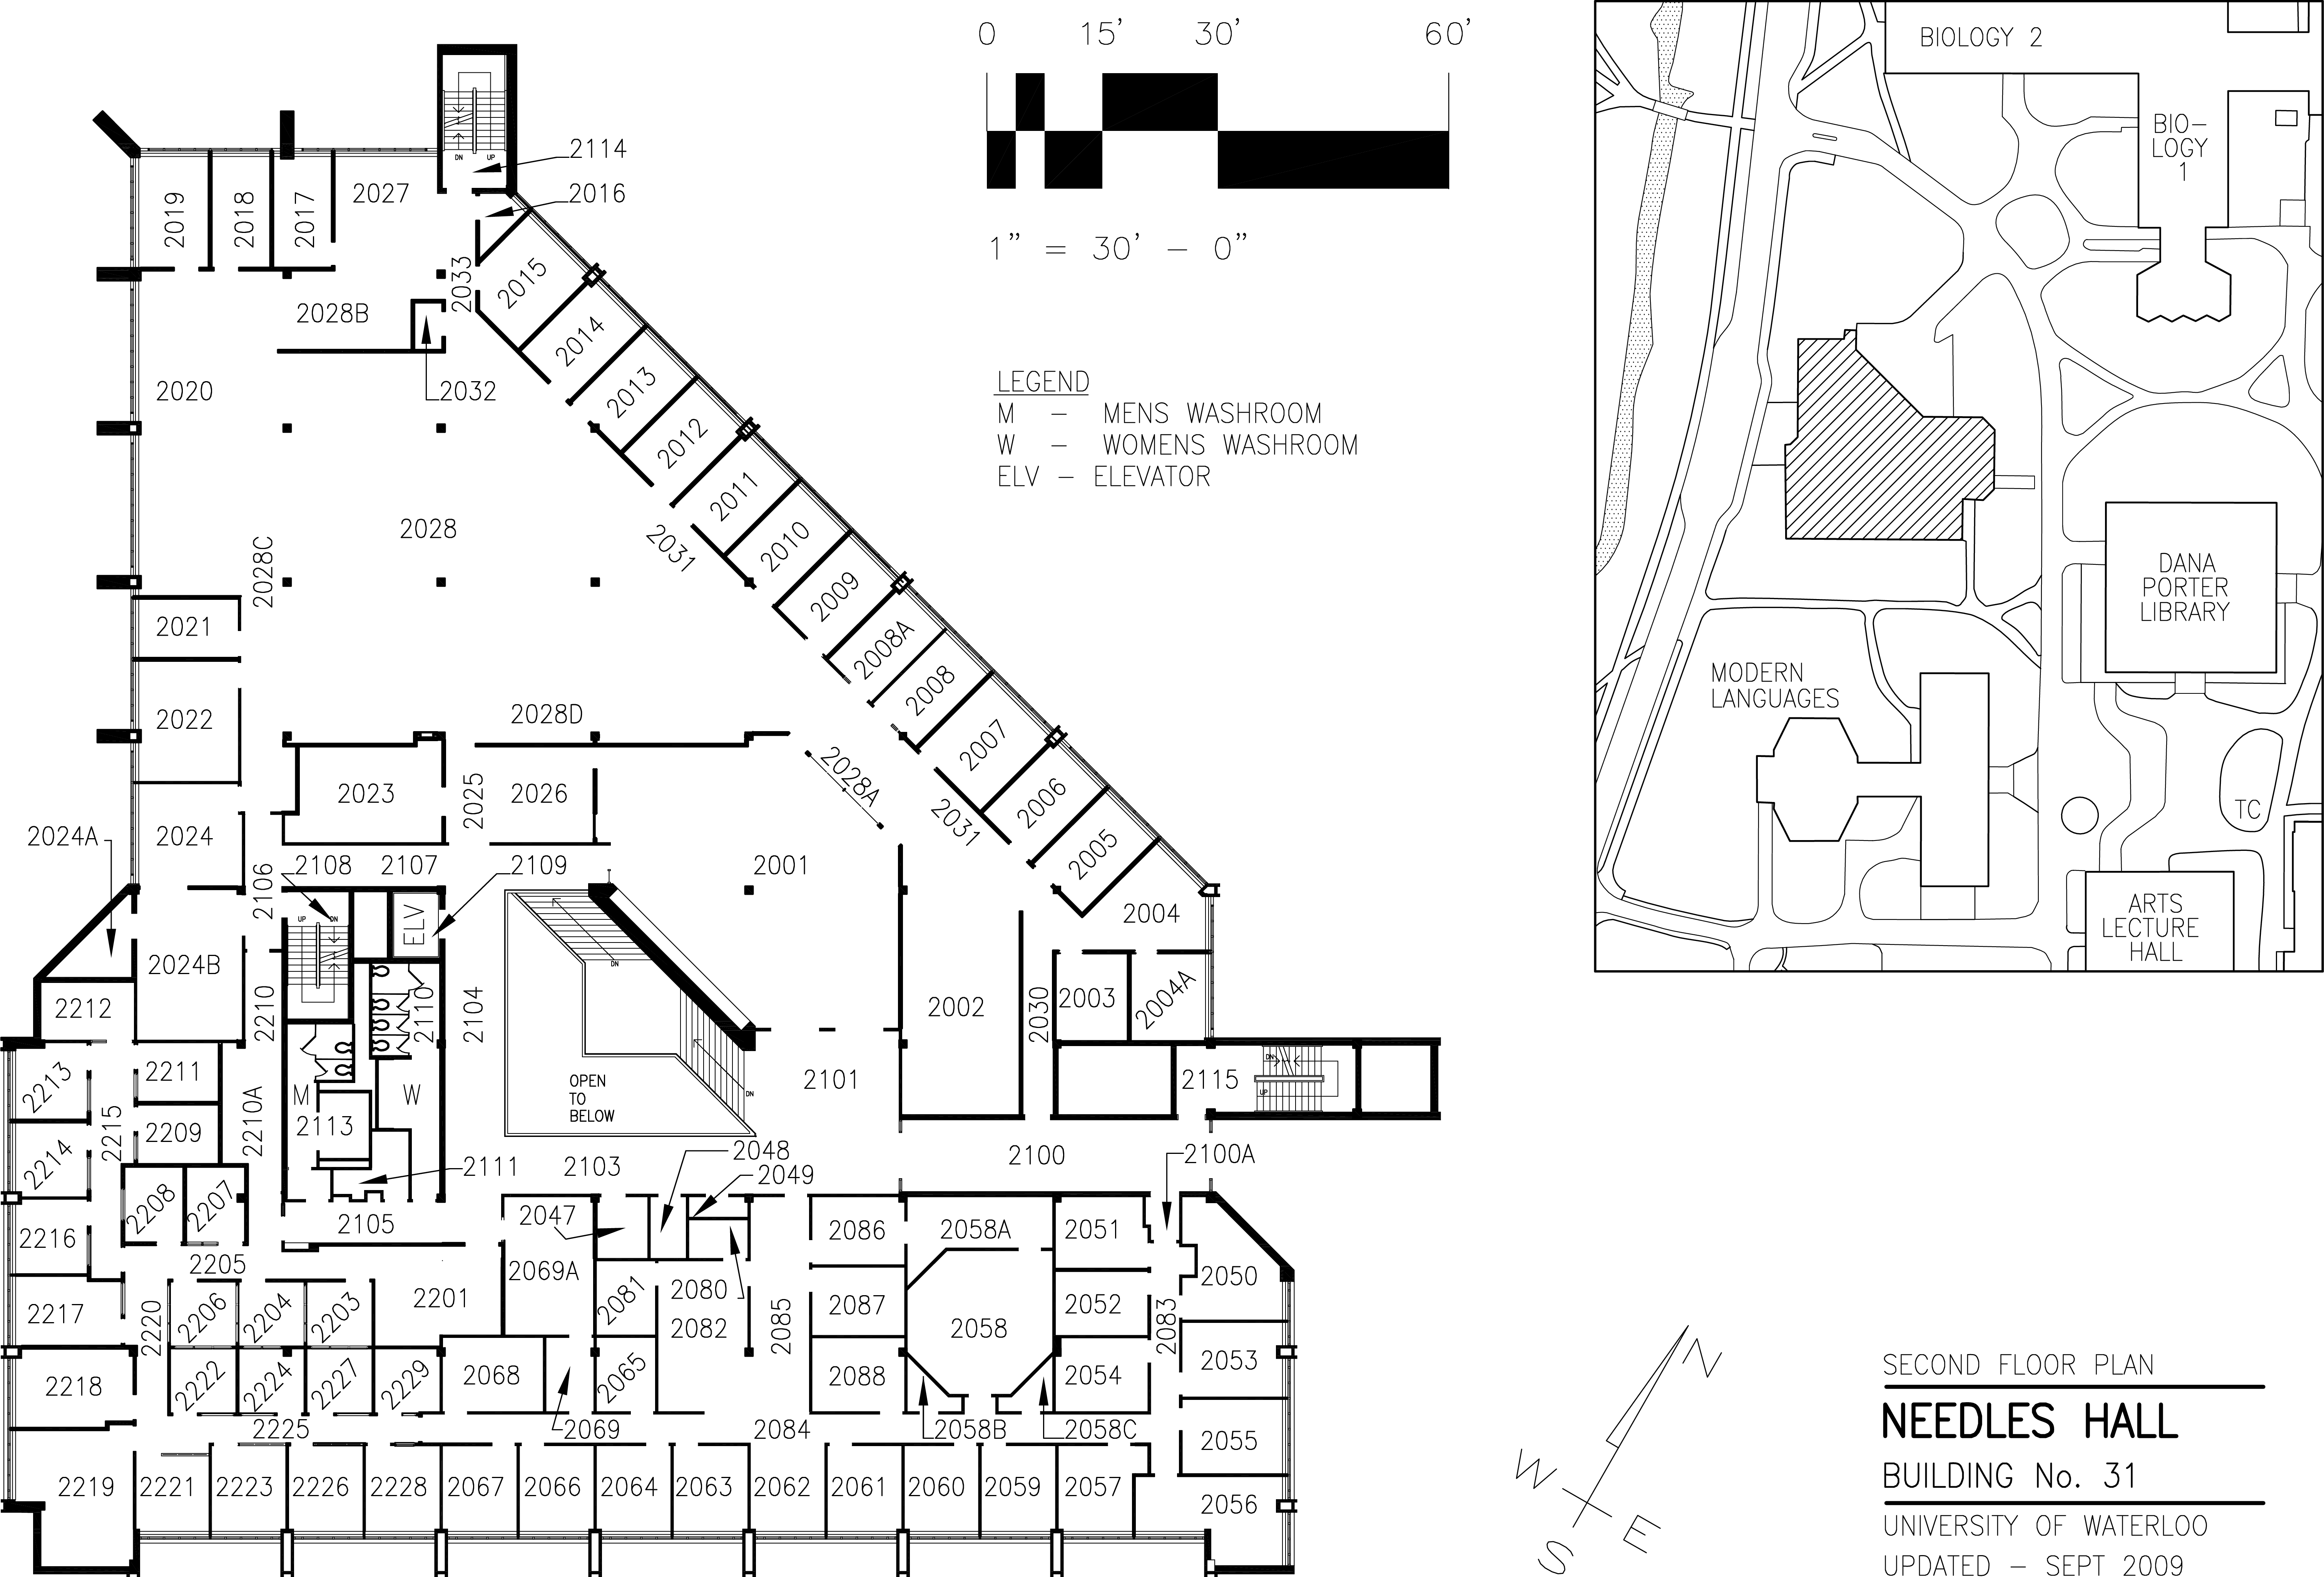 0 15' 30' 60'
1" = 30' – 0"
LEGEND
M – MENS WASHROOM
W – WOMENS WASHROOM
ELV – ELEVATOR
BIOLOGY 2
BIO–
LOGY
1
DANA
PORTER
LIBRARY
MODERN
LANGUAGES
TC
ARTS
LECTURE
HALL
DN UP
2114
2016
2019
2018
2017
2027
2033
2015
2028B
2032
2014
2020
2013
2012
2011
2031
2010
2028
2028C
2009
2008A
2021
2008
2022
2028D
2007
2028A
2023
2025
2026
2006
2031
2005
2024A
2024
2108
2107
2109
2001
2106
UP DN
ELV
2004
2024B
DN
2212
2210
2110
2104
2002
2030
2003
2004A
2213
2211
M
W
OPEN
TO
BELOW
DN
2101
2115
DN
UP
2215
2209
2210A
2113
2214
2111
2103
2048
2049
2100
2100A
2208
2207
2216
2105
2047
2086
2058A
2051
2205
2069A
2080
2050
2217
2220
2206
2204
2203
2201
2081
2082
2085
2087
2058
2052
2083
2053
2218
2222
2224
2227
2229
2068
2065
2088
2054
2225
2069
2084
2058B
2058C
2055
2219
2221
2223
2226
2228
2067
2066
2064
2063
2062
2061
2060
2059
2057
2056
N
W
E
S
SECOND FLOOR PLAN
NEEDLES HALL
BUILDING No. 31
UNIVERSITY OF WATERLOO
UPDATED – SEPT 2009